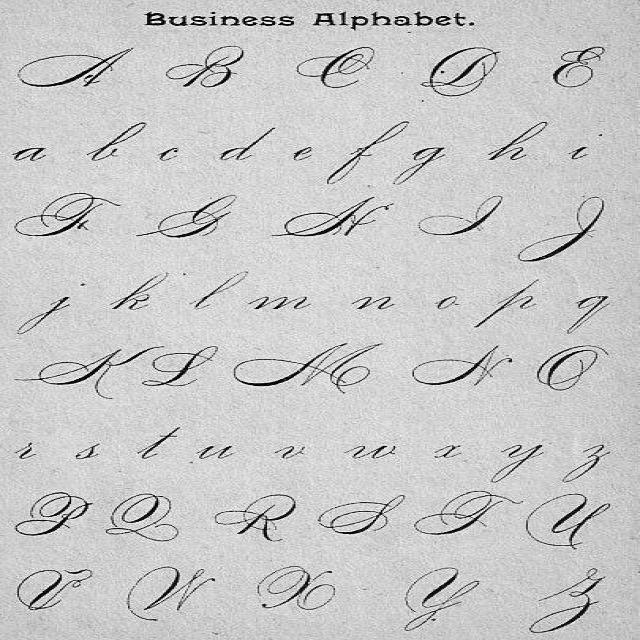 Business Alphabet.
A B C D E
a b c d e f g h i
F G H I J
j k l m n o p q
K L M N O
r s t u v w x y z
P Q R S T U
V W X Y Z